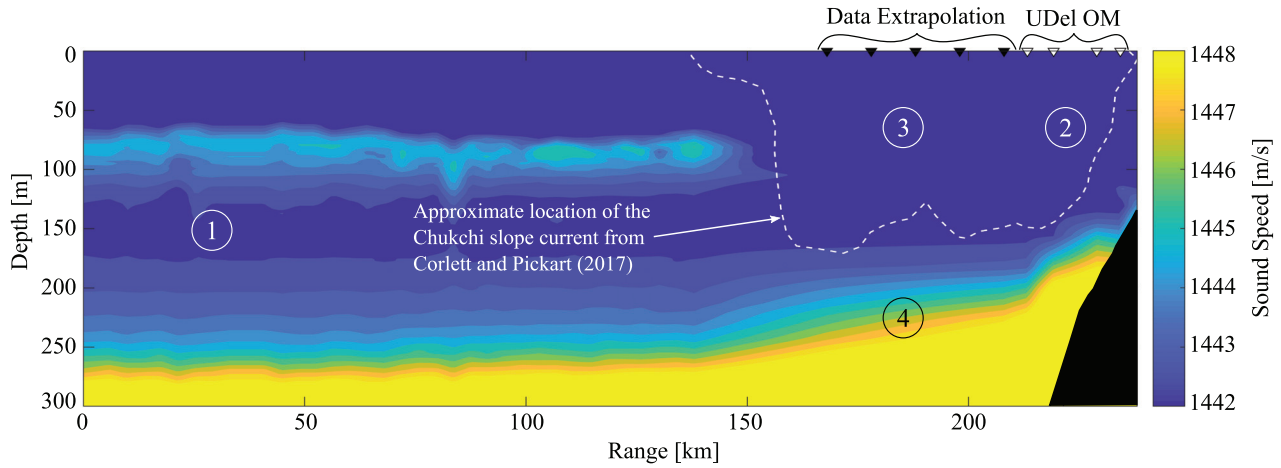 Data Extrapolation UDel OM
0
50
100
150
200
250
300
Depth [m]
1
2
3
4
Approximate location of the
Chukchi slope current from
Corlett and Pickart (2017)
0 50 100 150 200
Range [km]
1448
1447
1446
1445
1444
1443
1442
Sound Speed [m/s]